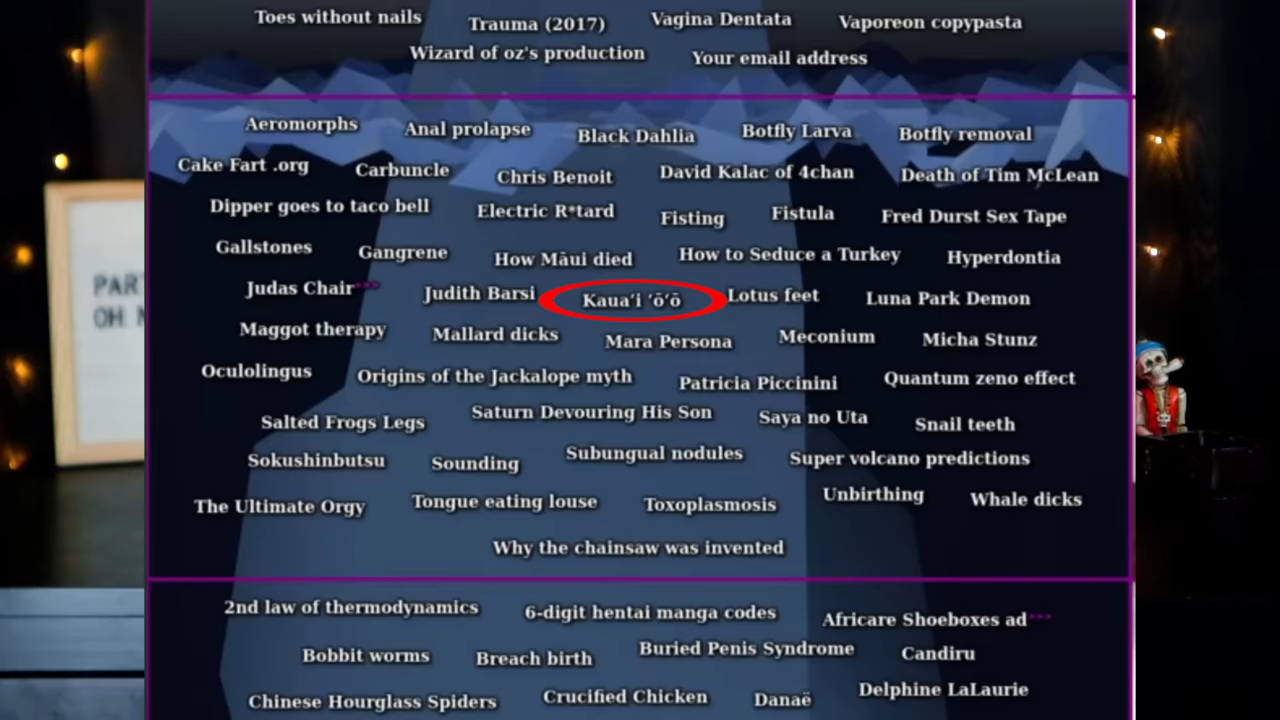 Toes without nails Trauma (2017) Vagina Dentata Vaporeon copypasta
Wizard of oz's production Your email address
Aeromorphs Anal prolapse Black Dahlia Botfly Larva Botfly removal
Cake Fart .org Carbuncle Chris Benoit David Kalac of 4chan Death of Tim McLean
Dipper goes to taco bell Electric R*tard Fisting Fistula Fred Durst Sex Tape
Gallstones Gangrene How Māui died How to Seduce a Turkey Hyperdontia
Judas Chair*** Judith Barsi Kauaʻi ʻōʻō Lotus feet Luna Park Demon
Maggot therapy Mallard dicks Mara Persona Meconium Micha Stunz
Oculolingus Origins of the Jackalope myth Patricia Piccinini Quantum zeno effect
Salted Frogs Legs Saturn Devouring His Son Saya no Uta Snail teeth
Sokushinbutsu Sounding Subungual nodules Super volcano predictions
The Ultimate Orgy Tongue eating louse Toxoplasmosis Unbirthing Whale dicks
Why the chainsaw was invented
2nd law of thermodynamics 6-digit hentai manga codes Africare Shoeboxes ad***
Bobbit worms Breach birth Buried Penis Syndrome Candiru
Chinese Hourglass Spiders Crucified Chicken Danaë Delphine LaLaurie
PAR
OH